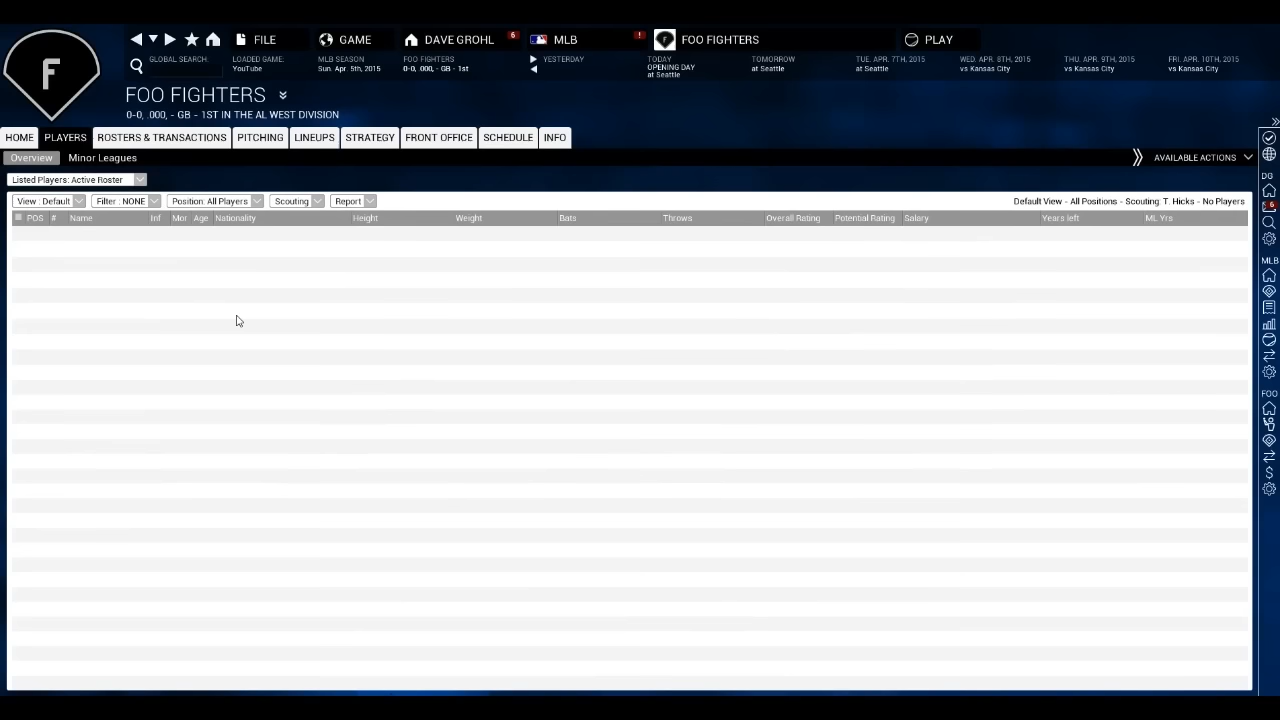 F
FILE
GAME
DAVE GROHL
6
MLB
!
F
FOO FIGHTERS
PLAY
GLOBAL SEARCH:
LOADED GAME:
YouTube
MLB SEASON
Sun. Apr. 5th, 2015
FOO FIGHTERS
0-0, .000, - GB - 1st
YESTERDAY
TODAY
OPENING DAY
at Seattle
TOMORROW
at Seattle
TUE. APR. 7TH, 2015
at Seattle
WED. APR. 8TH, 2015
vs Kansas City
THU. APR. 9TH, 2015
vs Kansas City
FRI. APR. 10TH, 2015
vs Kansas City
FOO FIGHTERS
0-0, .000, - GB - 1ST IN THE AL WEST DIVISION
HOME PLAYERS ROSTERS & TRANSACTIONS PITCHING LINEUPS STRATEGY FRONT OFFICE SCHEDULE INFO
Overview Minor Leagues
AVAILABLE ACTIONS
Listed Players: Active Roster
View : Default Filter : NONE Position: All Players Scouting Report
Default View - All Positions - Scouting: T. Hicks - No Players
POS # Name Inf Mor Age Nationality Height Weight Bats Throws Overall Rating Potential Rating Salary Years left ML Yrs
DG
6
MLB
FOO
$